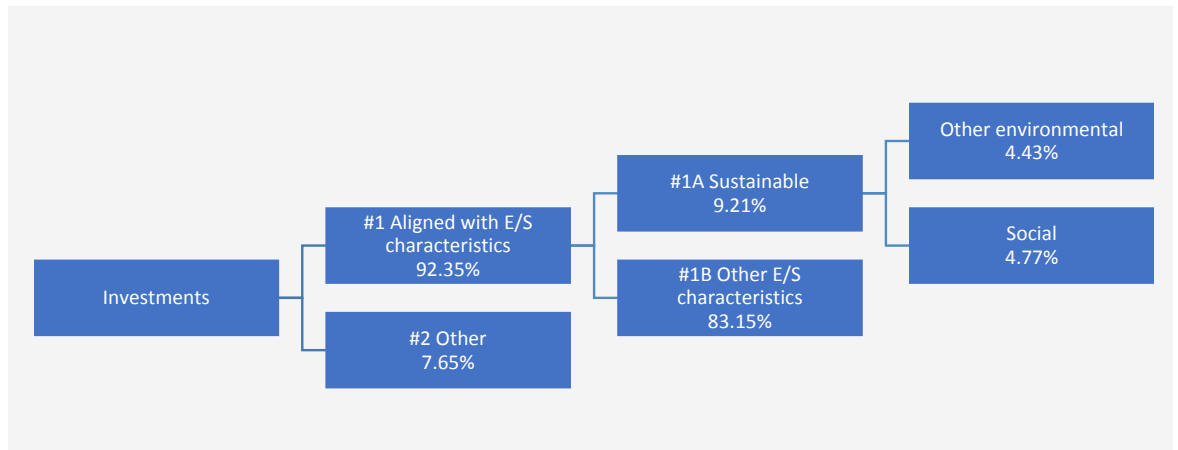 Investments
#1 Aligned with E/S
characteristics
92.35%
#2 Other
7.65%
#1A Sustainable
9.21%
#1B Other E/S
characteristics
83.15%
Other environmental
4.43%
Social
4.77%